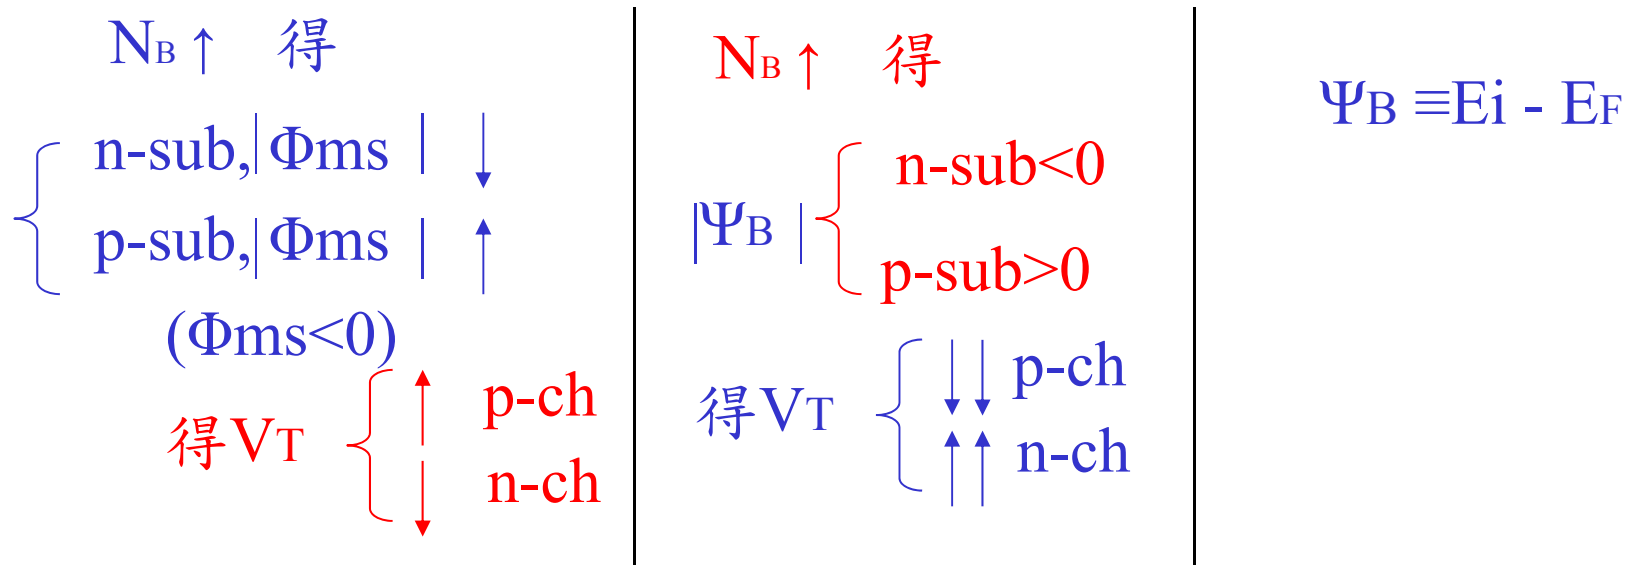 NB ↑ 得
n-sub,|Φms | ↓
p-sub,|Φms | ↑
(Φms<0)
得VT { ↑ p-ch
↓ n-ch
NB ↑ 得
|ΨB | { n-sub<0
p-sub>0
得VT { ↓↓ p-ch
↑↑ n-ch
ΨB ≡Ei - EF